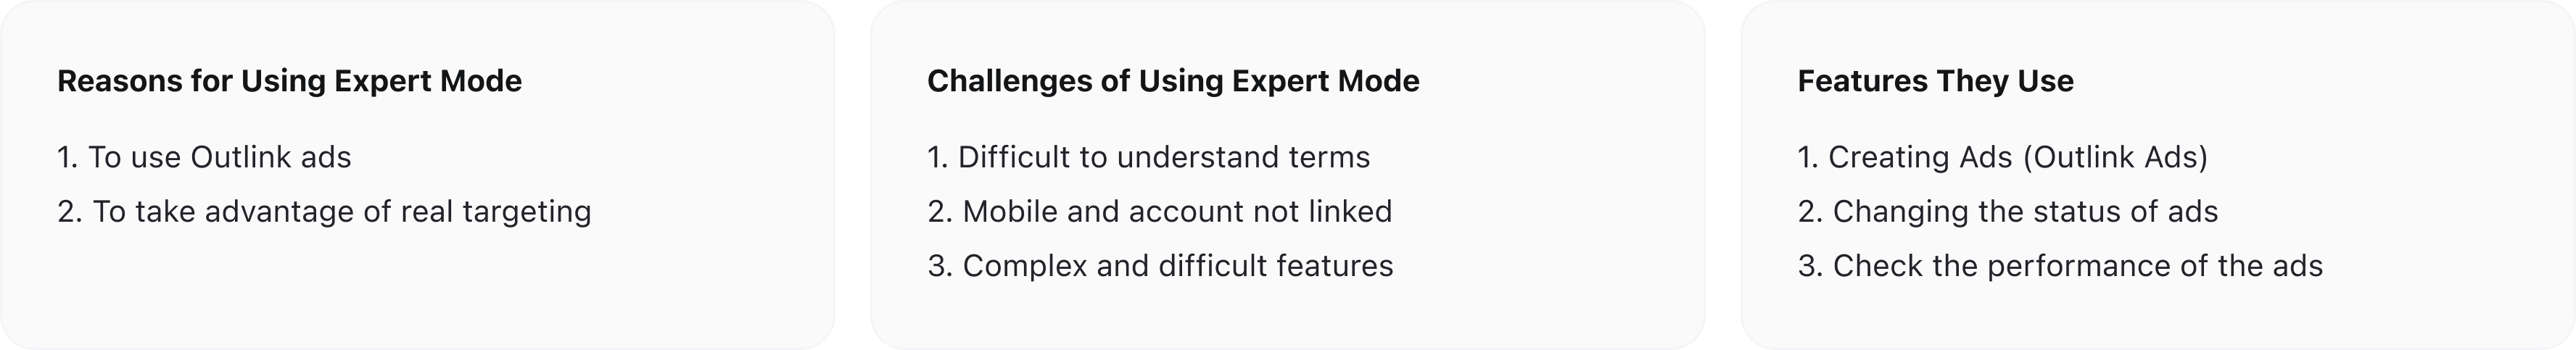 Reasons for Using Expert Mode
1. To use Outlink ads
2. To take advantage of real targeting
Challenges of Using Expert Mode
1. Difficult to understand terms
2. Mobile and account not linked
3. Complex and difficult features
Features They Use
1. Creating Ads (Outlink Ads)
2. Changing the status of ads
3. Check the performance of the ads